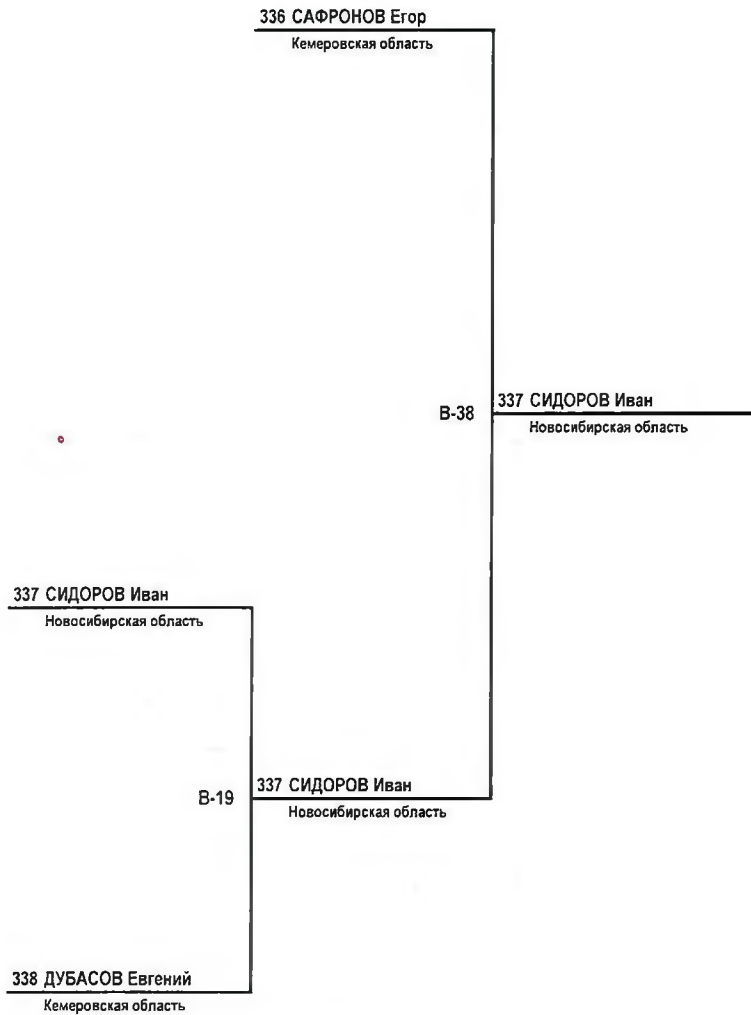 336 САФРОНОВ Егор
Кемеровская область
B-38
337 СИДОРОВ Иван
Новосибирская область
337 СИДОРОВ Иван
Новосибирская область
B-19
337 СИДОРОВ Иван
Новосибирская область
338 ДУБАСОВ Евгений
Кемеровская область